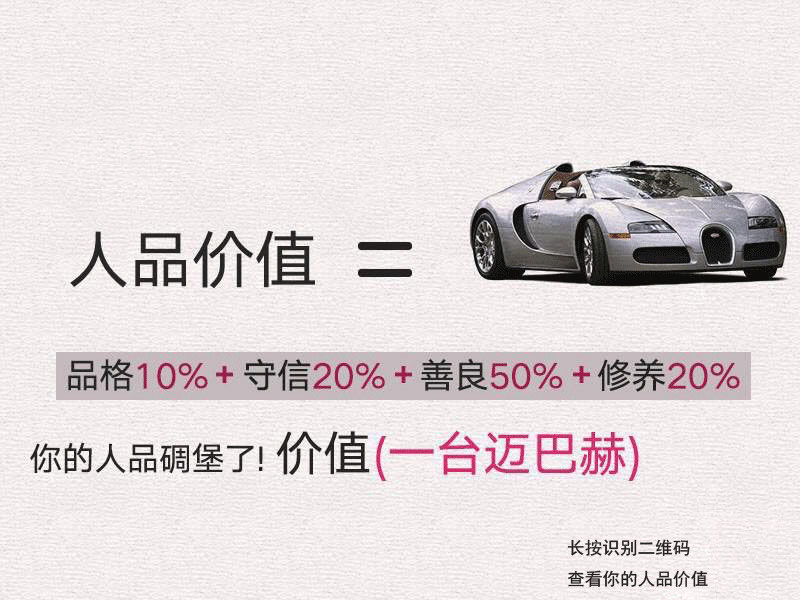 人品价值 =
品格10% + 守信20% + 善良50% + 修养20%
你的人品碉堡了! 价值(一台迈巴赫)
长按识别二维码
查看你的人品价值